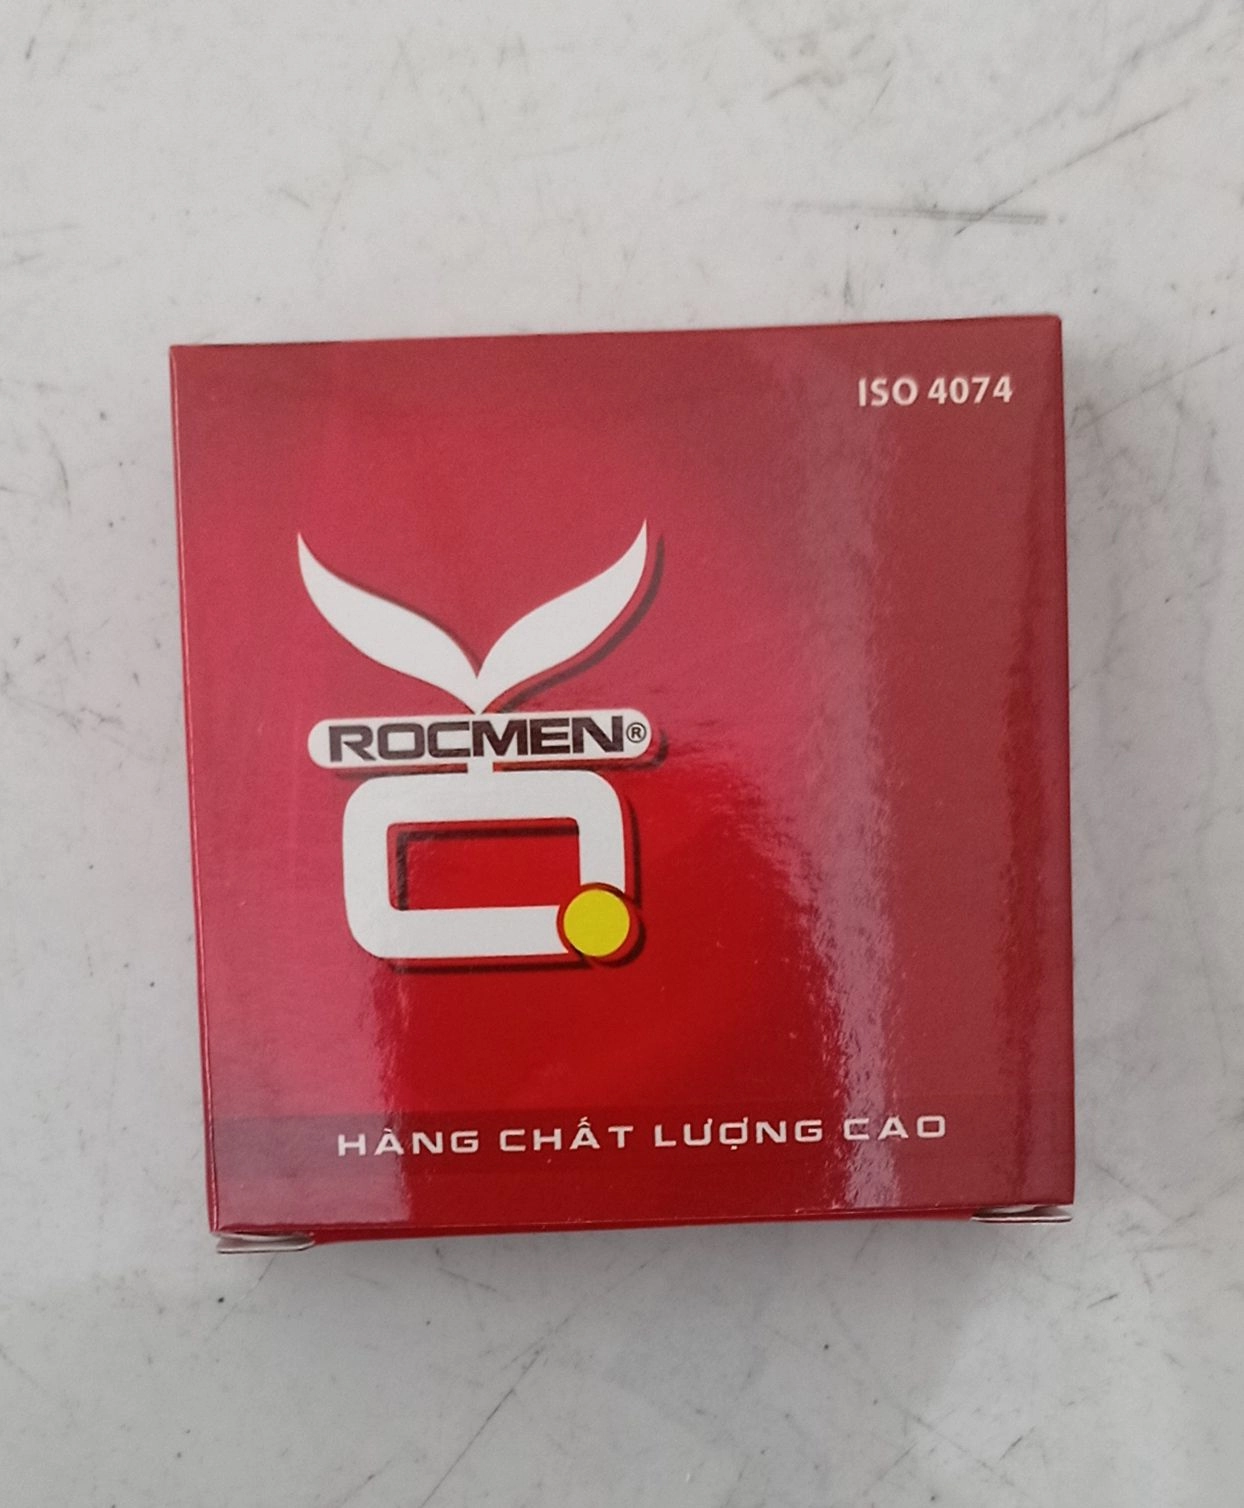 ISO 4074
ROCMEN®
HÀNG CHẤT LƯỢNG CAO